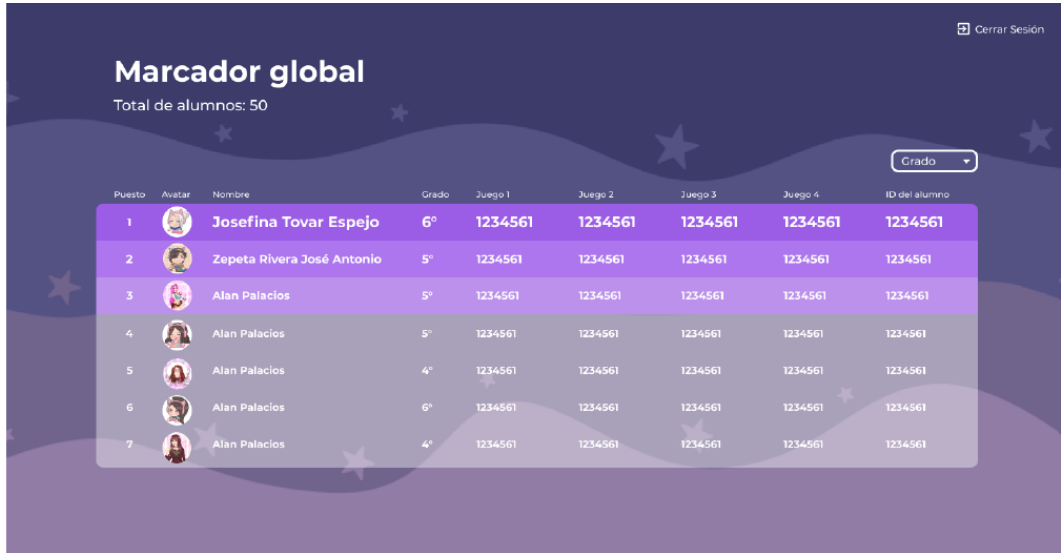 Cerrar Sesión
Marcador global
Total de alumnos: 50
Grado
Puesto Avatar Nombre Grado Juego 1 Juego 2 Juego 3 Juego 4 ID del alumno
1 Josefina Tovar Espejo 6° 1234561 1234561 1234561 1234561 1234561
2 Zepeta Rivera José Antonio 5° 1234561 1234561 1234561 1234561 1234561
3 Alan Palacios 5° 1234561 1234561 1234561 1234561 1234561
4 Alan Palacios 5° 1234561 1234561 1234561 1234561 1234561
5 Alan Palacios 4° 1234561 1234561 1234561 1234561 1234561
6 Alan Palacios 6° 1234561 1234561 1234561 1234561 1234561
7 Alan Palacios 4° 1234561 1234561 1234561 1234561 1234561